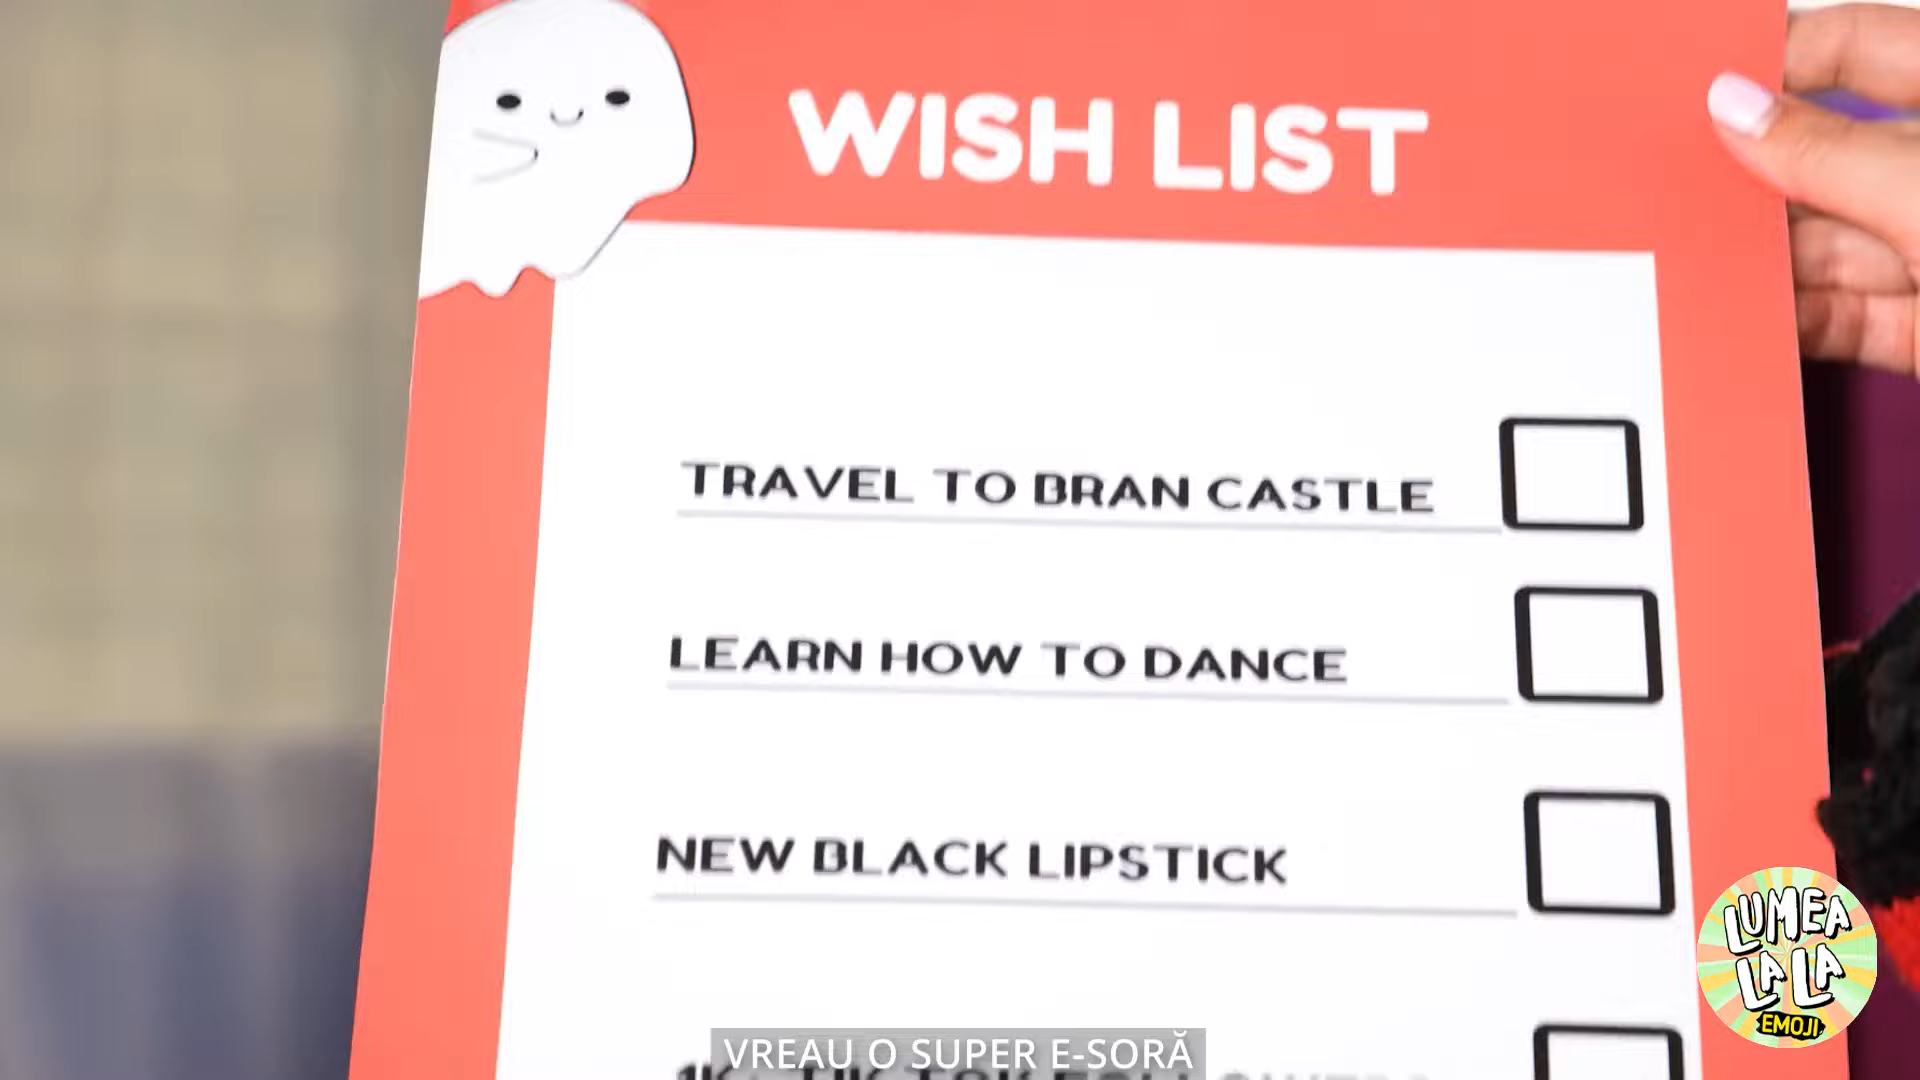 WISH LIST
TRAVEL TO BRAN CASTLE
LEARN HOW TO DANCE
NEW BLACK LIPSTICK
VREAU O SUPER E-SORĂ
LUMEA
LA LA
EMOJI